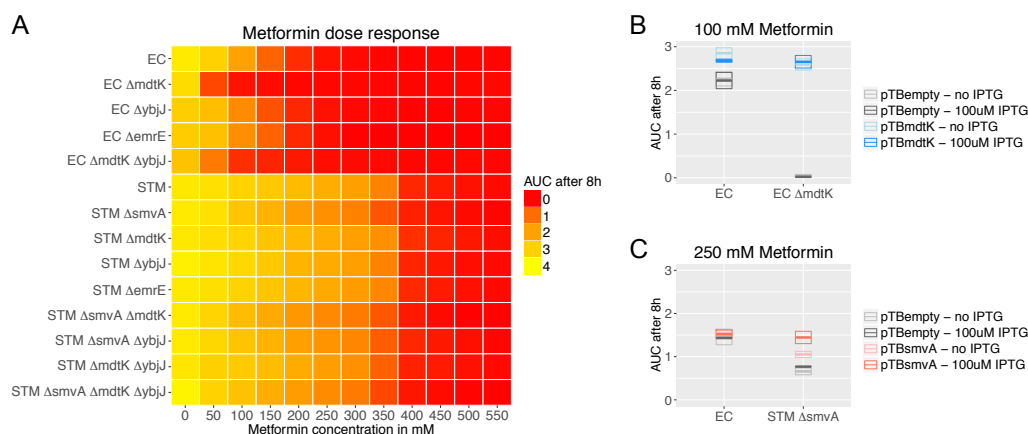 A
Metformin dose response
EC
EC ΔmdtK
EC ΔybjJ
EC ΔemrE
EC ΔmdtK ΔybjJ
STM
STM ΔsmvA
STM ΔmdtK
STM ΔybjJ
STM ΔemrE
STM ΔsmvA ΔmdtK
STM ΔsmvA ΔybjJ
STM ΔmdtK ΔybjJ
STM ΔsmvA ΔmdtK ΔybjJ
0 50 100 150 200 250 300 350 400 450 500 550
Metformin concentration in mM
AUC after 8h
0
1
2
3
4
B
100 mM Metformin
AUC after 8h
3
2
1
0
EC EC ΔmdtK
pTBempty – no IPTG
pTBempty – 100uM IPTG
pTBmdtK – no IPTG
pTBmdtK – 100uM IPTG
C
250 mM Metformin
AUC after 8h
3
2
1
0
EC STM ΔsmvA
pTBempty – no IPTG
pTBempty – 100uM IPTG
pTBsmvA – no IPTG
pTBsmvA – 100uM IPTG